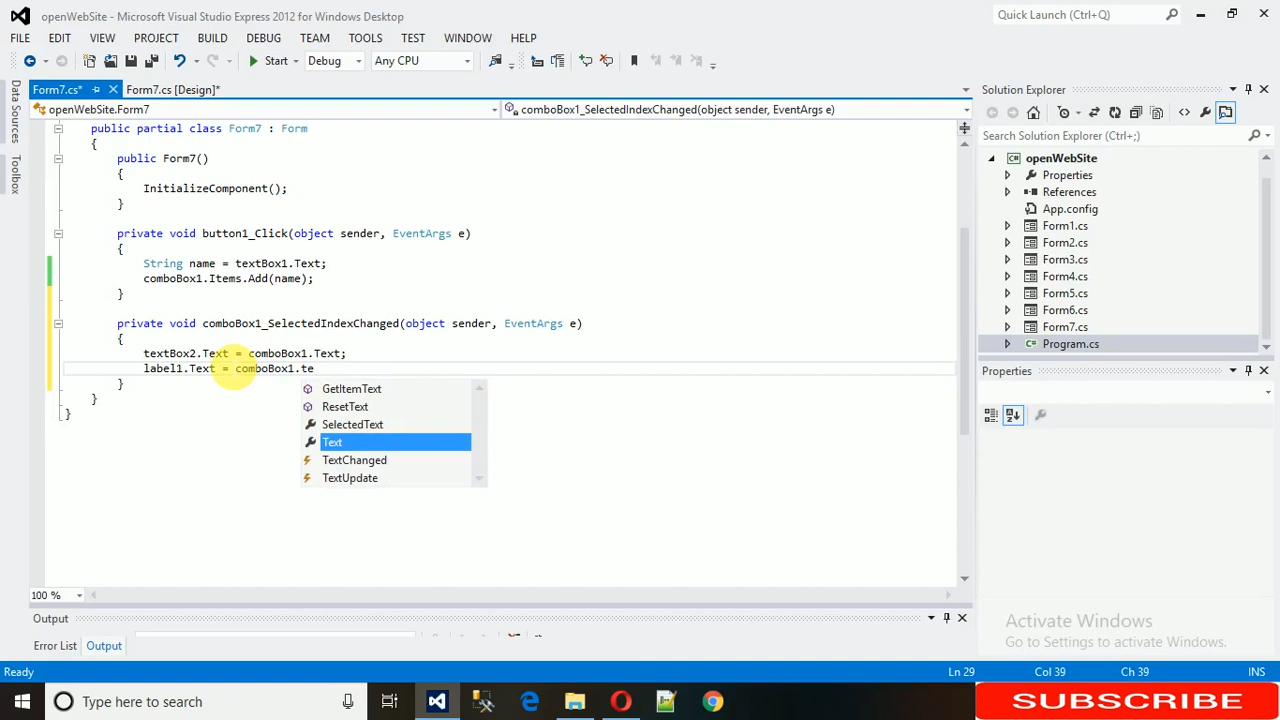 openWebSite - Microsoft Visual Studio Express 2012 for Windows Desktop
Quick Launch (Ctrl+Q)
FILE EDIT VIEW PROJECT BUILD DEBUG TEAM TOOLS TEST WINDOW HELP
Start Debug Any CPU
Form7.cs* Form7.cs [Design]*
openWebSite.Form7 comboBox1_SelectedIndexChanged(object sender, EventArgs e)
Data Sources
Toolbox
public partial class Form7 : Form
{
public Form7()
{
InitializeComponent();
}
private void button1_Click(object sender, EventArgs e)
{
String name = textBox1.Text;
comboBox1.Items.Add(name);
}
private void comboBox1_SelectedIndexChanged(object sender, EventArgs e)
{
textBox2.Text = comboBox1.Text;
label1.Text = comboBox1.te
}
}
}
GetItemText
ResetText
SelectedText
Text
TextChanged
TextUpdate
100 %
Output
Error List Output
Solution Explorer
Search Solution Explorer (Ctrl+;)
openWebSite
Properties
References
App.config
Form1.cs
Form2.cs
Form3.cs
Form4.cs
Form5.cs
Form6.cs
Form7.cs
Program.cs
Properties
Activate Windows
Go to Settings to activate Windows.
Ready Ln 29 Col 39 Ch 39 INS
Type here to search
SUBSCRIBE